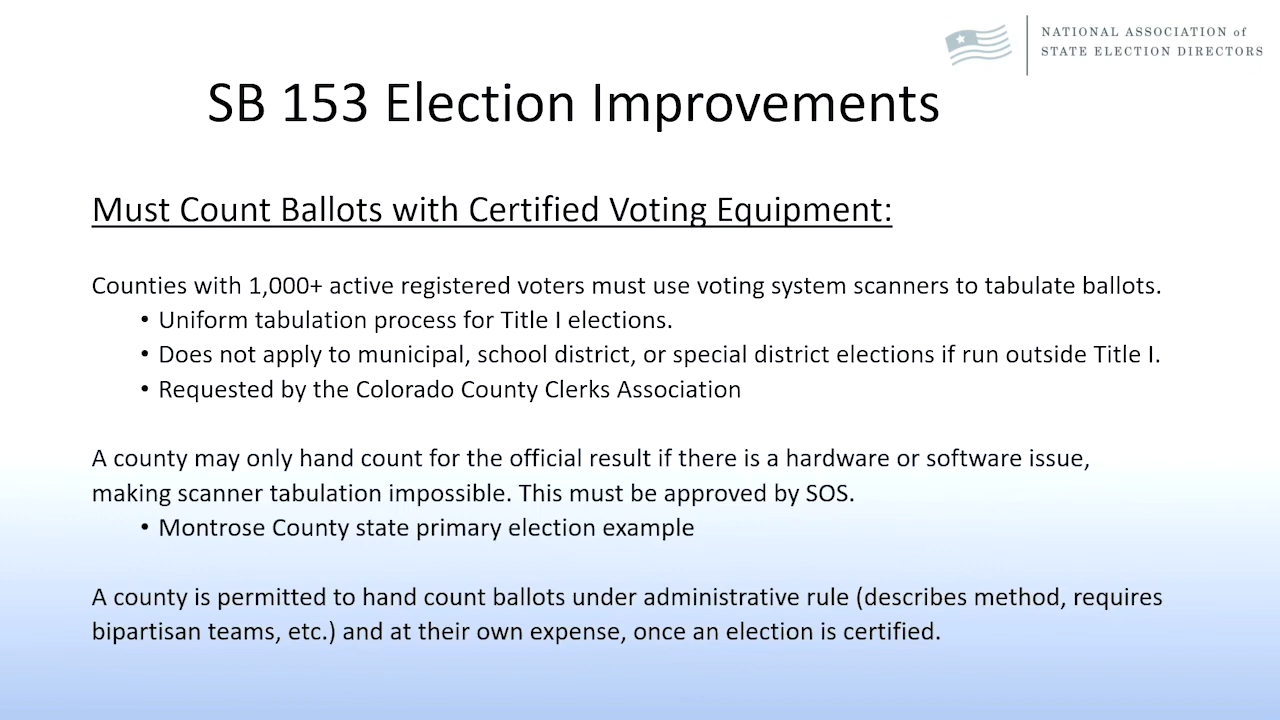 NATIONAL ASSOCIATION of
STATE ELECTION DIRECTORS
SB 153 Election Improvements
Must Count Ballots with Certified Voting Equipment:
Counties with 1,000+ active registered voters must use voting system scanners to tabulate ballots.
• Uniform tabulation process for Title I elections.
• Does not apply to municipal, school district, or special district elections if run outside Title I.
• Requested by the Colorado County Clerks Association
A county may only hand count for the official result if there is a hardware or software issue,
making scanner tabulation impossible. This must be approved by SOS.
• Montrose County state primary election example
A county is permitted to hand count ballots under administrative rule (describes method, requires
bipartisan teams, etc.) and at their own expense, once an election is certified.